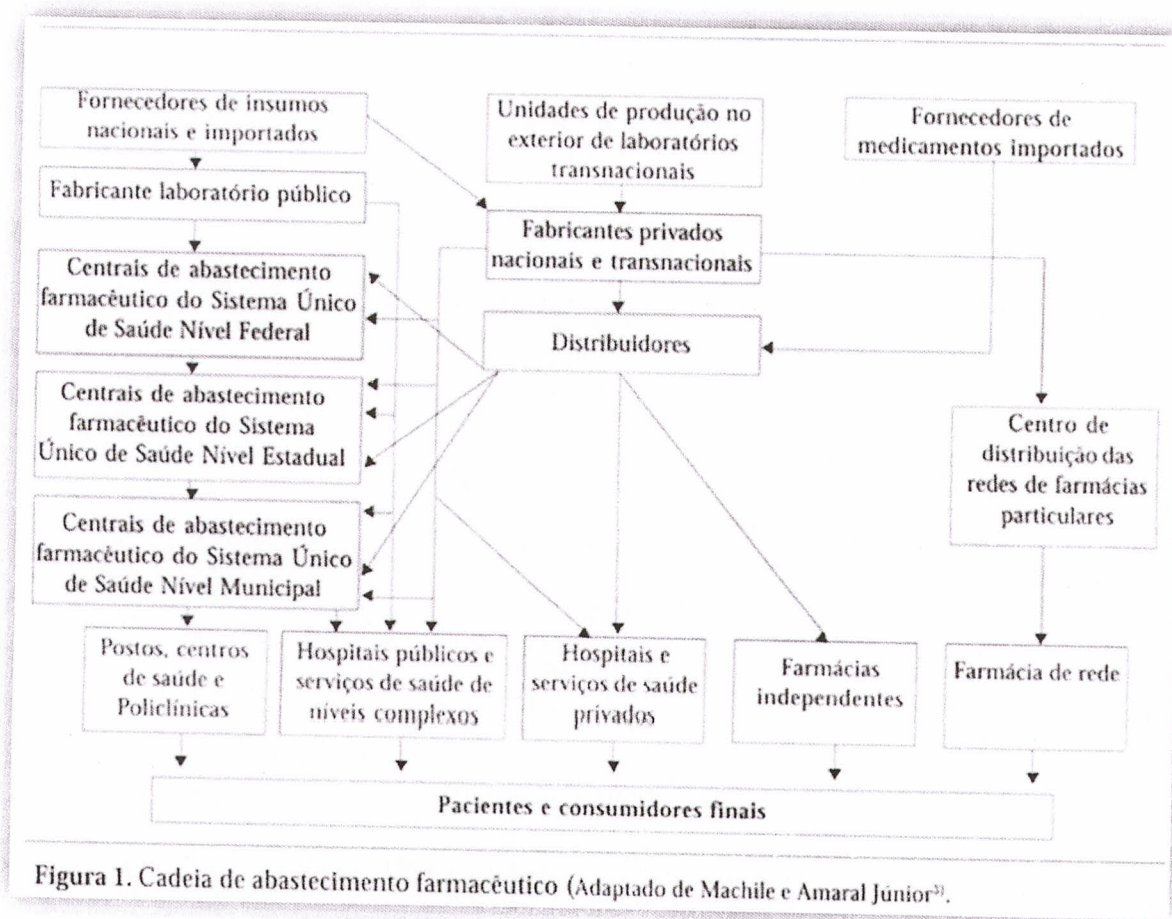 Fornecedores de insumos
nacionais e importados
Unidades de produção no
exterior de laboratórios
transnacionais
Fornecedores de
medicamentos importados
Fabricante laboratório público
Fabricantes privados
nacionais e transnacionais
Centrais de abastecimento
farmacêutico do Sistema Único
de Saúde Nível Federal
Distribuidores
Centrais de abastecimento
farmacêutico do Sistema
Único de Saúde Nível Estadual
Centro de
distribuição das
redes de farmácias
particulares
Centrais de abastecimento
farmacêutico do Sistema Único
de Saúde Nível Municipal
Postos, centros
de saúde e
Policlínicas
Hospitais públicos e
serviços de saúde de
níveis complexos
Hospitais e
serviços de saúde
privados
Farmácias
independentes
Farmácia de rede
Pacientes e consumidores finais
Figura 1. Cadeia de abastecimento farmacêutico (Adaptado de Machile e Amaral Júnior³⁾.